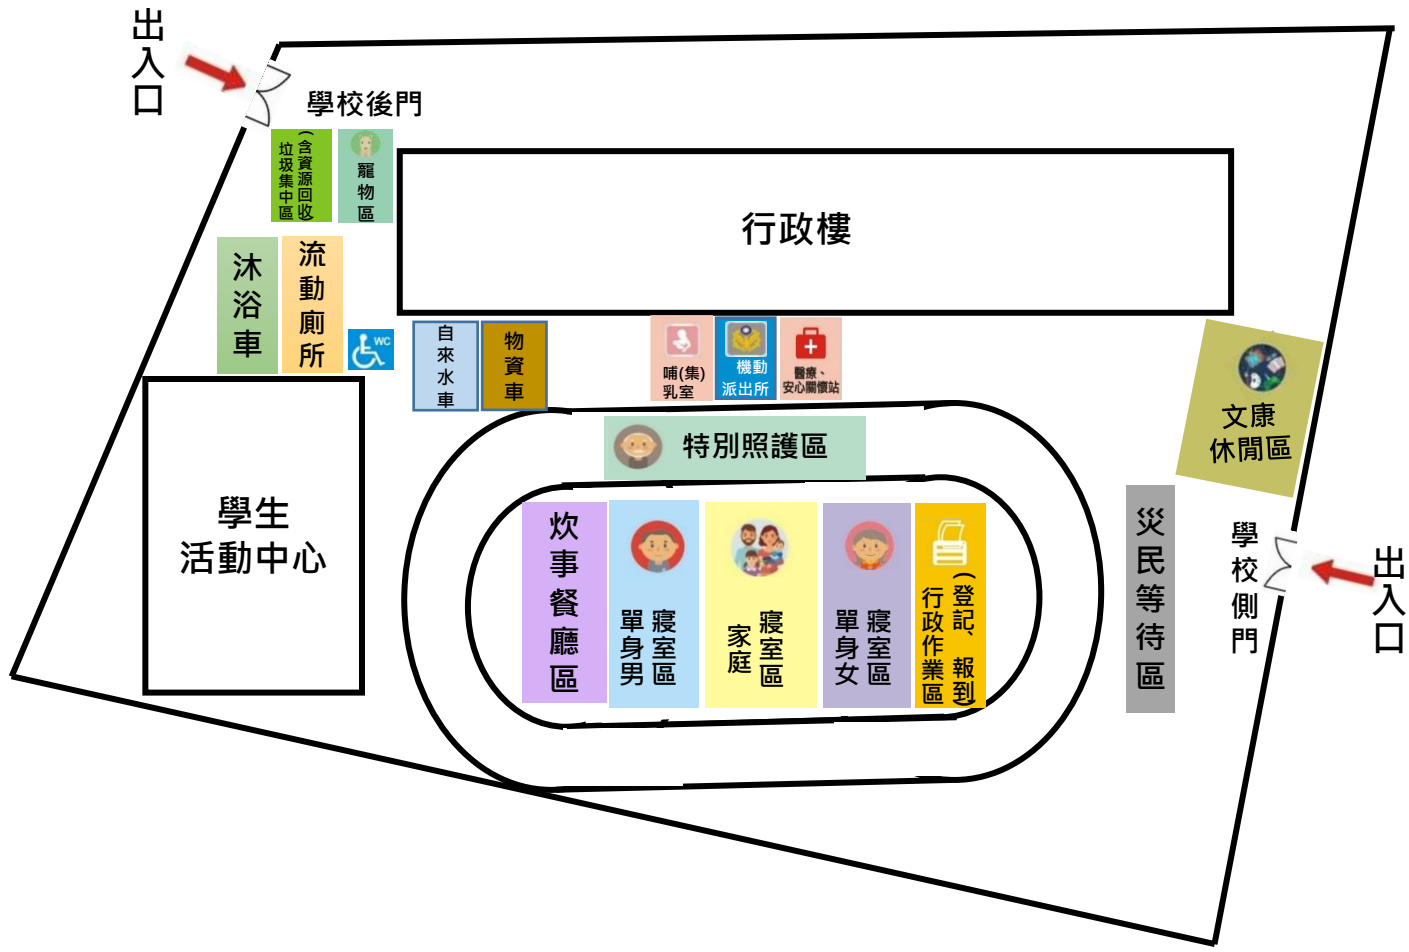 出入口
學校後門
垃圾集中區
(含資源回收)
寵物區
行政樓
沐浴車
流動廁所
WC
自來水車
物資車
哺(集)
乳室
機動
派出所
醫療、
安心關懷站
文康
休閒區
特別照護區
學生
活動中心
炊事餐廳區
單身男
寢室區
家庭
寢室區
單身女
寢室區
行政作業區
(登記、報到)
災民等待區
學校側門
出入口